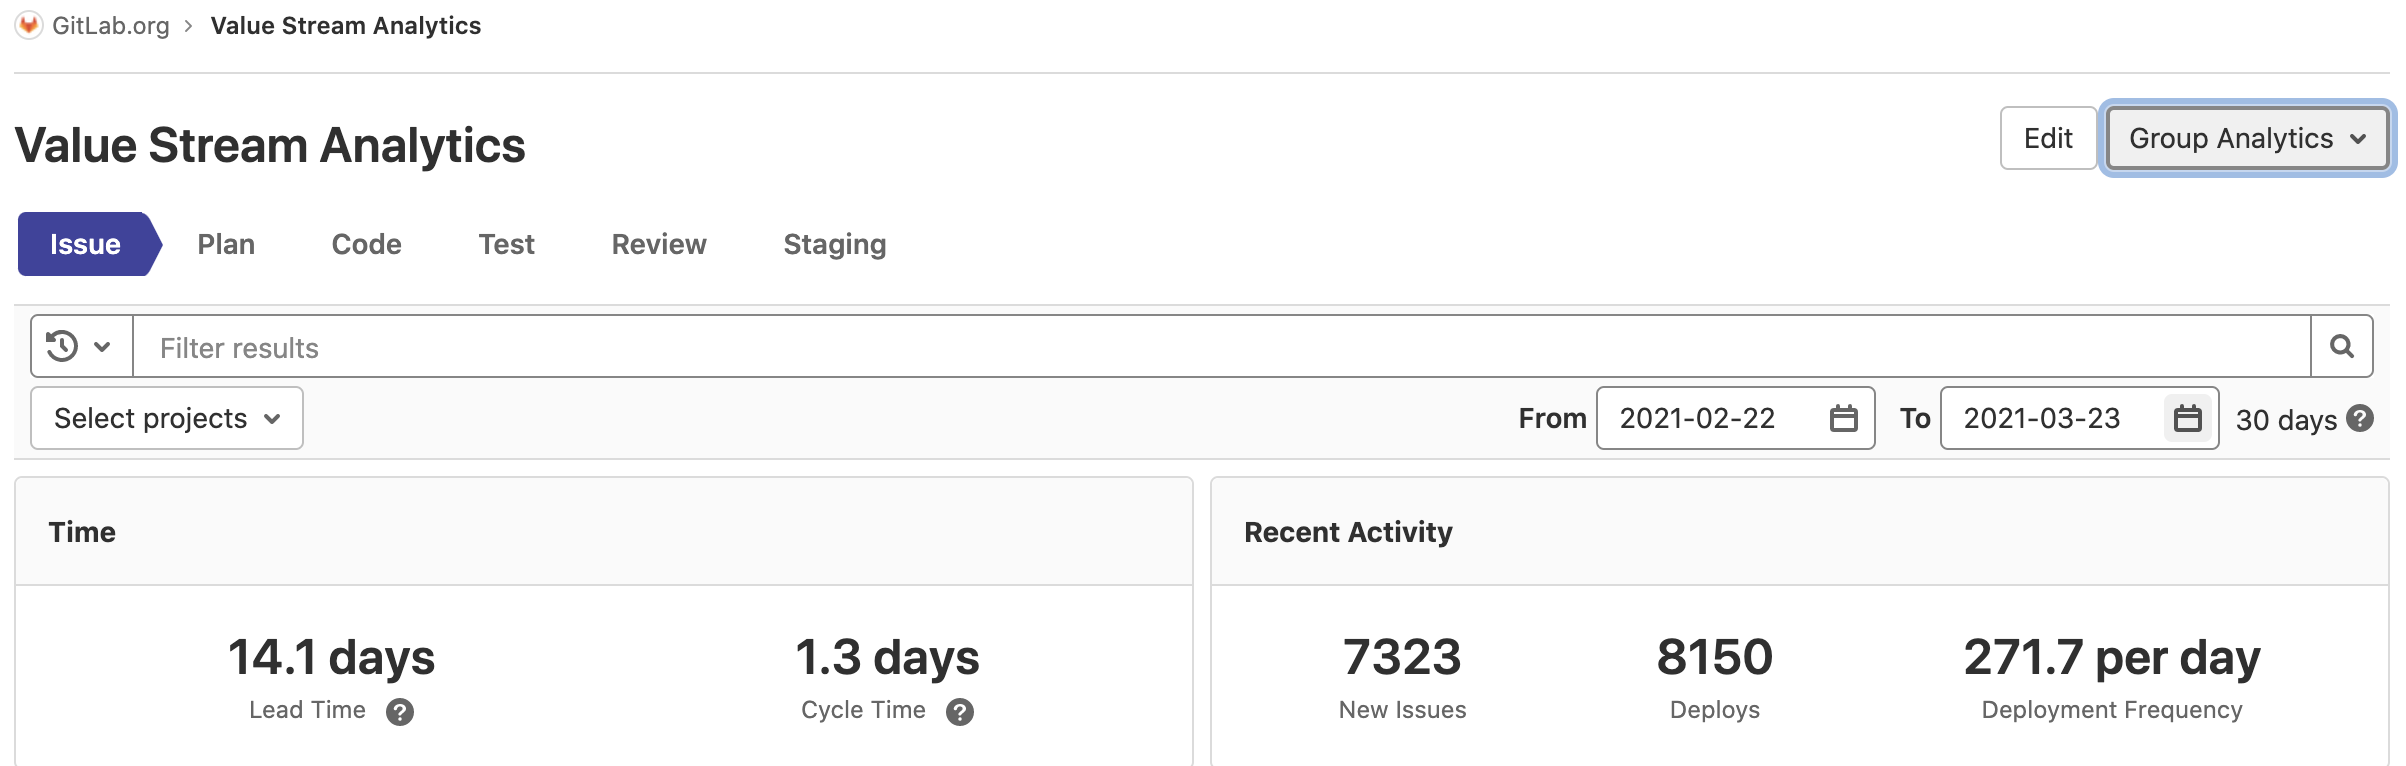 GitLab.org > Value Stream Analytics
Value Stream Analytics
Edit
Group Analytics
Issue Plan Code Test Review Staging
Filter results
Select projects
From 2021-02-22 To 2021-03-23 30 days ?
Time
14.1 days
Lead Time ?
1.3 days
Cycle Time ?
Recent Activity
7323
New Issues
8150
Deploys
271.7 per day
Deployment Frequency